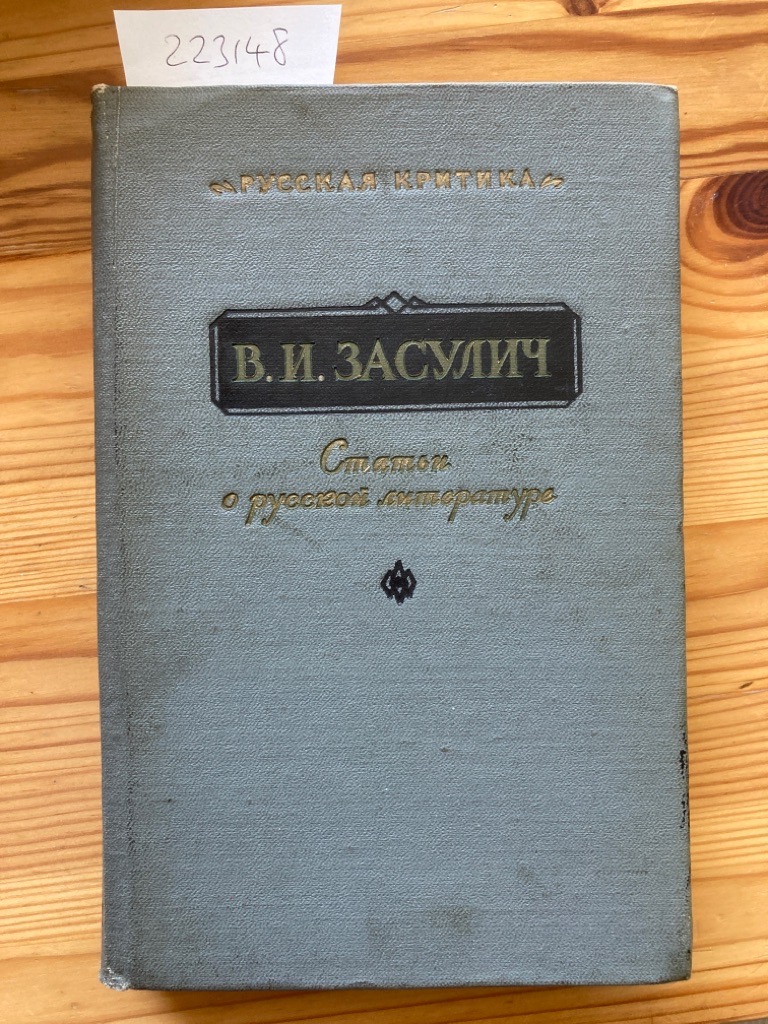 223148
РУССКАЯ КРИТИКА
В. И. ЗАСУЛИЧ
Статьи
о русской литературе